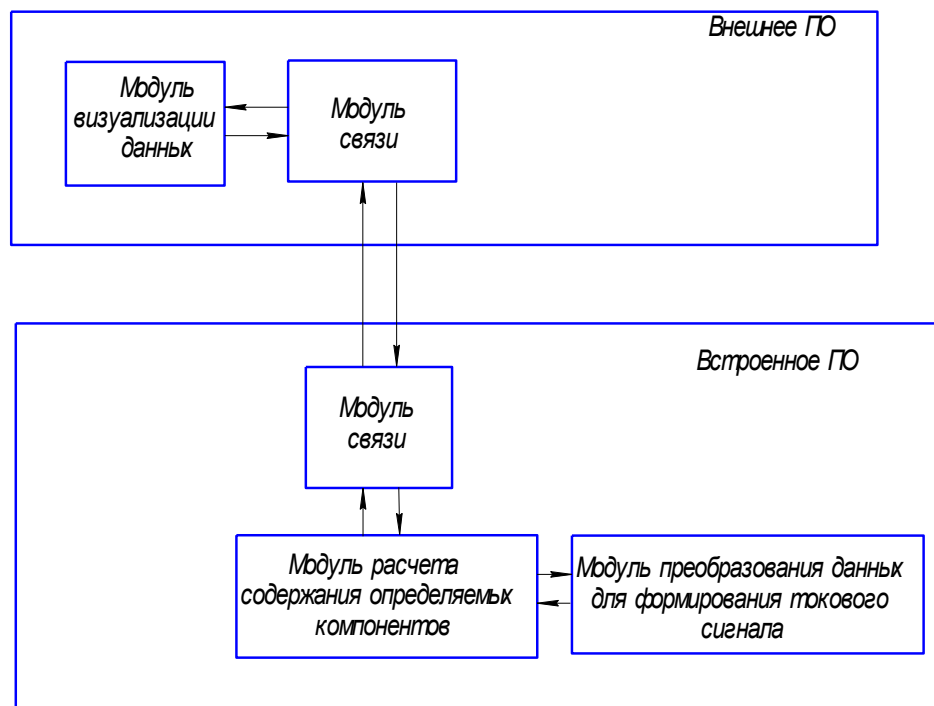 Внешнее ПО
Модуль
визуализации
данных
Модуль
связи
Встроенное ПО
Модуль
связи
Модуль расчета
содержания определяемых
компонентов
Модуль преобразования данных
для формирования токового
сигнала